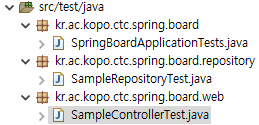 src/test/java
kr.ac.kopo.ctc.spring.board
SpringBoardApplicationTests.java
kr.ac.kopo.ctc.spring.board.repository
SampleRepositoryTest.java
kr.ac.kopo.ctc.spring.board.web
SampleControllerTest.java